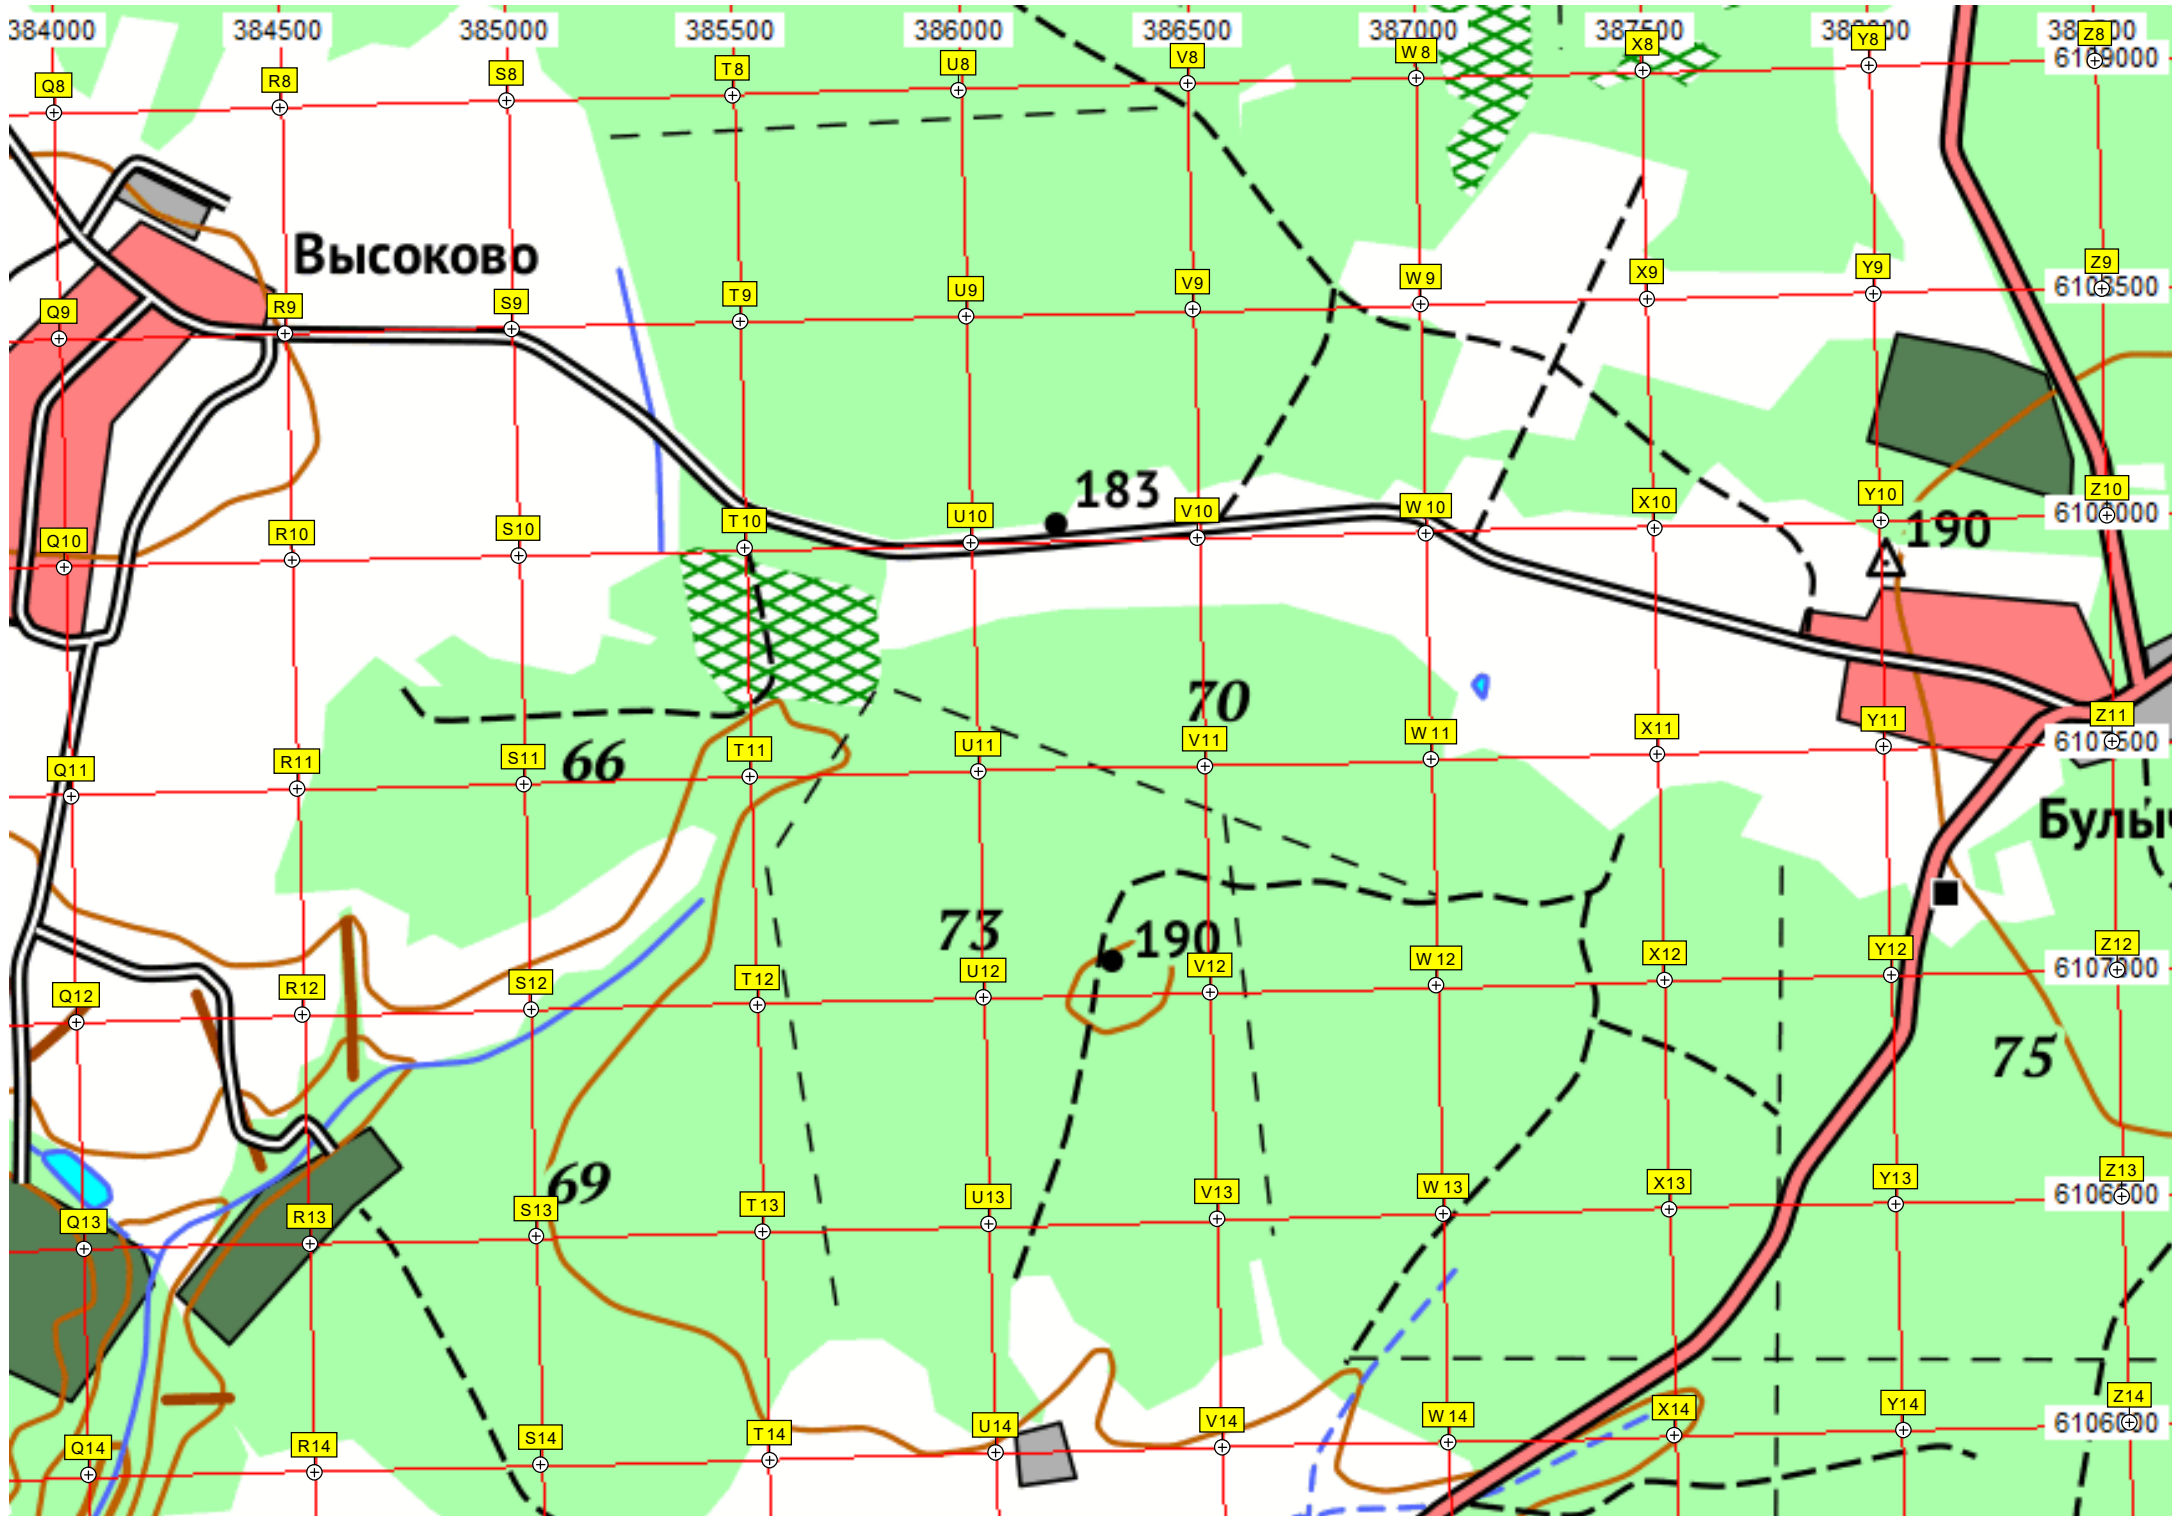 384000 384500 385000 385500 386000 386500 387000 387500
Q8 R8 S8 T8 U8 V8 W8 X8 Y8 Z8
6109000
Высоково
Q9 R9 S9 T9 U9 V9 W9 X9 Y9 Z9
183
Q10 R10 S10 T10 U10 V10 W10 X10 Y10 Z10
190
70
66
Q11 R11 S11 T11 U11 V11 W11 X11 Y11 Z11
6107500
Булыч
73
190
Q12 R12 S12 T12 U12 V12 W12 X12 Y12 Z12
6107000
75
69
Q13 R13 S13 T13 U13 V13 W13 X13 Y13 Z13
Q14 R14 S14 T14 U14 V14 W14 X14 Y14 Z14
6106000